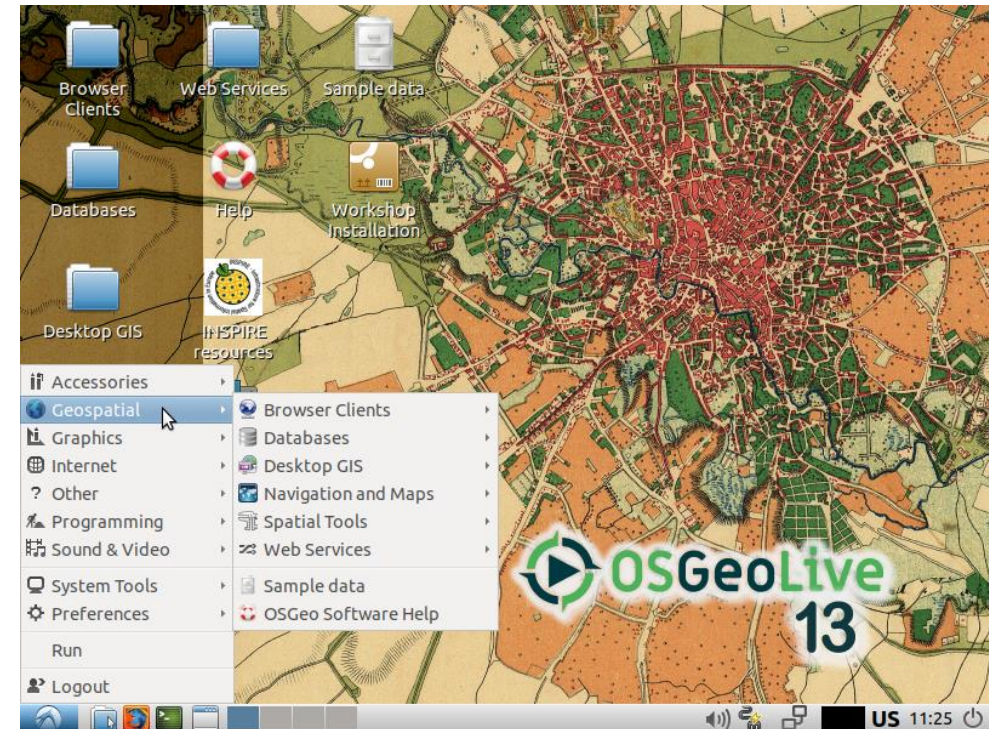 Browser
Clients
Web Services
Sample data
Databases
Help
Workshop
Installation
Desktop GIS
INSPIRE
resources
Accessories
Geospatial
Graphics
Internet
? Other
Programming
Sound & Video
System Tools
Preferences
Run
Logout
Browser Clients
Databases
Desktop GIS
Navigation and Maps
Spatial Tools
Web Services
Sample data
OSGeo Software Help
OSGeoLive
13
US 11:25